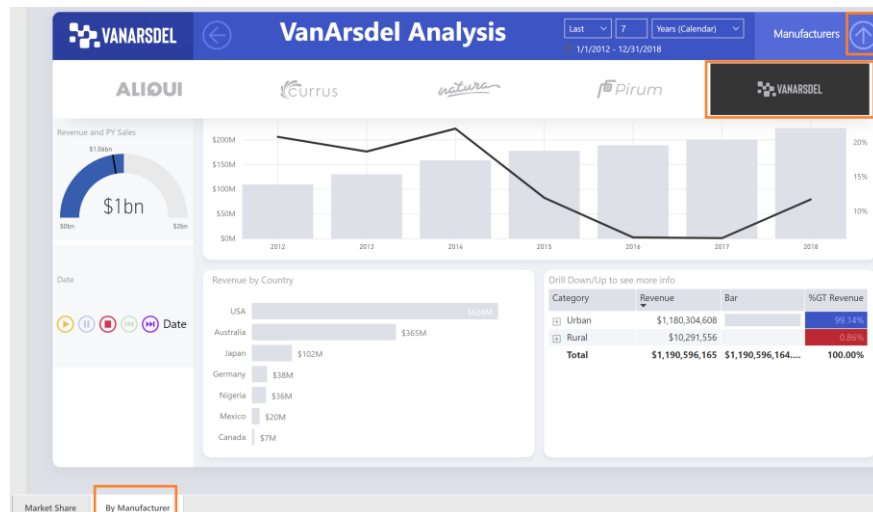 VANARSDEL
VanArsdel Analysis
Last
7
Years (Calendar)
1/1/2012 - 12/31/2018
Manufacturers
ALIQUI
Currus
natura
Pirum
VANARSDEL
Revenue and PY Sales
$1.06bn
$1bn
$0bn
$2bn
$200M
$150M
$100M
$50M
$0M
20%
15%
10%
2012
2013
2014
2015
2016
2017
2018
Date
Date
Revenue by Country
USA
$624M
Australia
$365M
Japan
$102M
Germany
$38M
Nigeria
$36M
Mexico
$20M
Canada
$7M
Drill Down/Up to see more info
Category Revenue Bar %GT Revenue
Urban $1,180,304,608 99.14%
Rural $10,291,556 0.86%
Total $1,190,596,165 $1,190,596,164.... 100.00%
Market Share
By Manufacturer